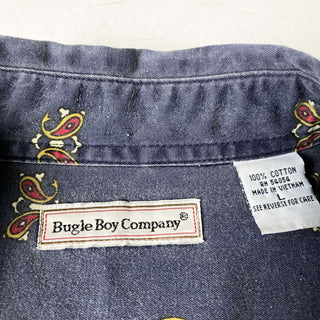 Bugle Boy Company®
100% COTTON
RN 54054
MADE IN VIETNAM
L
SEE REVERSE FOR CARE